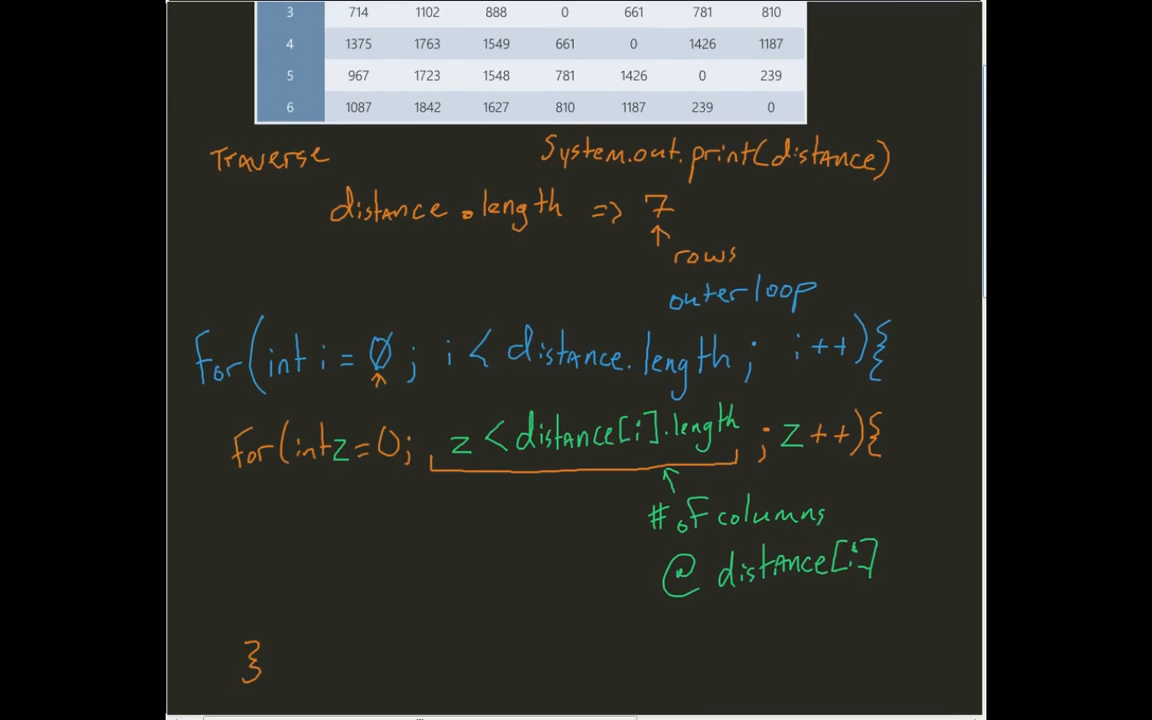 3 714 1102 888 0 661 781 810
4 1375 1763 1549 661 0 1426 1187
5 967 1723 1548 781 1426 0 239
6 1087 1842 1627 810 1187 239 0
Traverse System.out.print(distance)
distance.length => 7
↑
rows
outer loop
for(int i = 0; i < distance.length; i++){
↑
for(int z=0; z < distance[i].length ; z++){
↑
# of columns
@ distance[i]
}